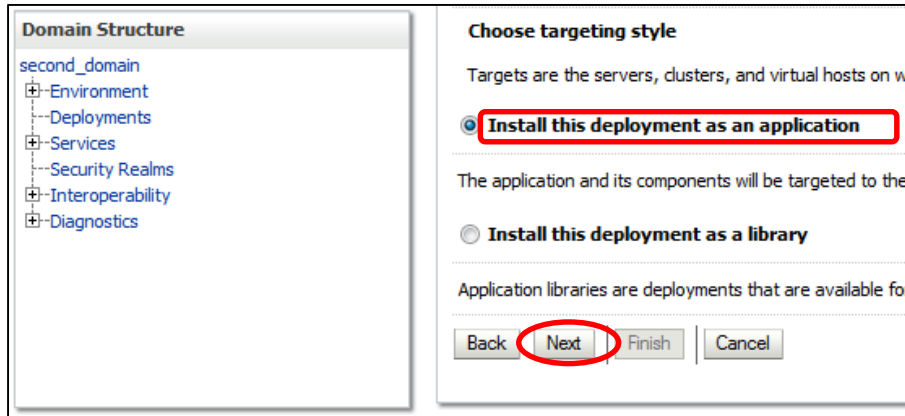 Domain Structure
second_domain
Environment
Deployments
Services
Security Realms
Interoperability
Diagnostics
Choose targeting style
Targets are the servers, clusters, and virtual hosts on w
Install this deployment as an application
The application and its components will be targeted to the
Install this deployment as a library
Application libraries are deployments that are available fo
Back Next Finish Cancel